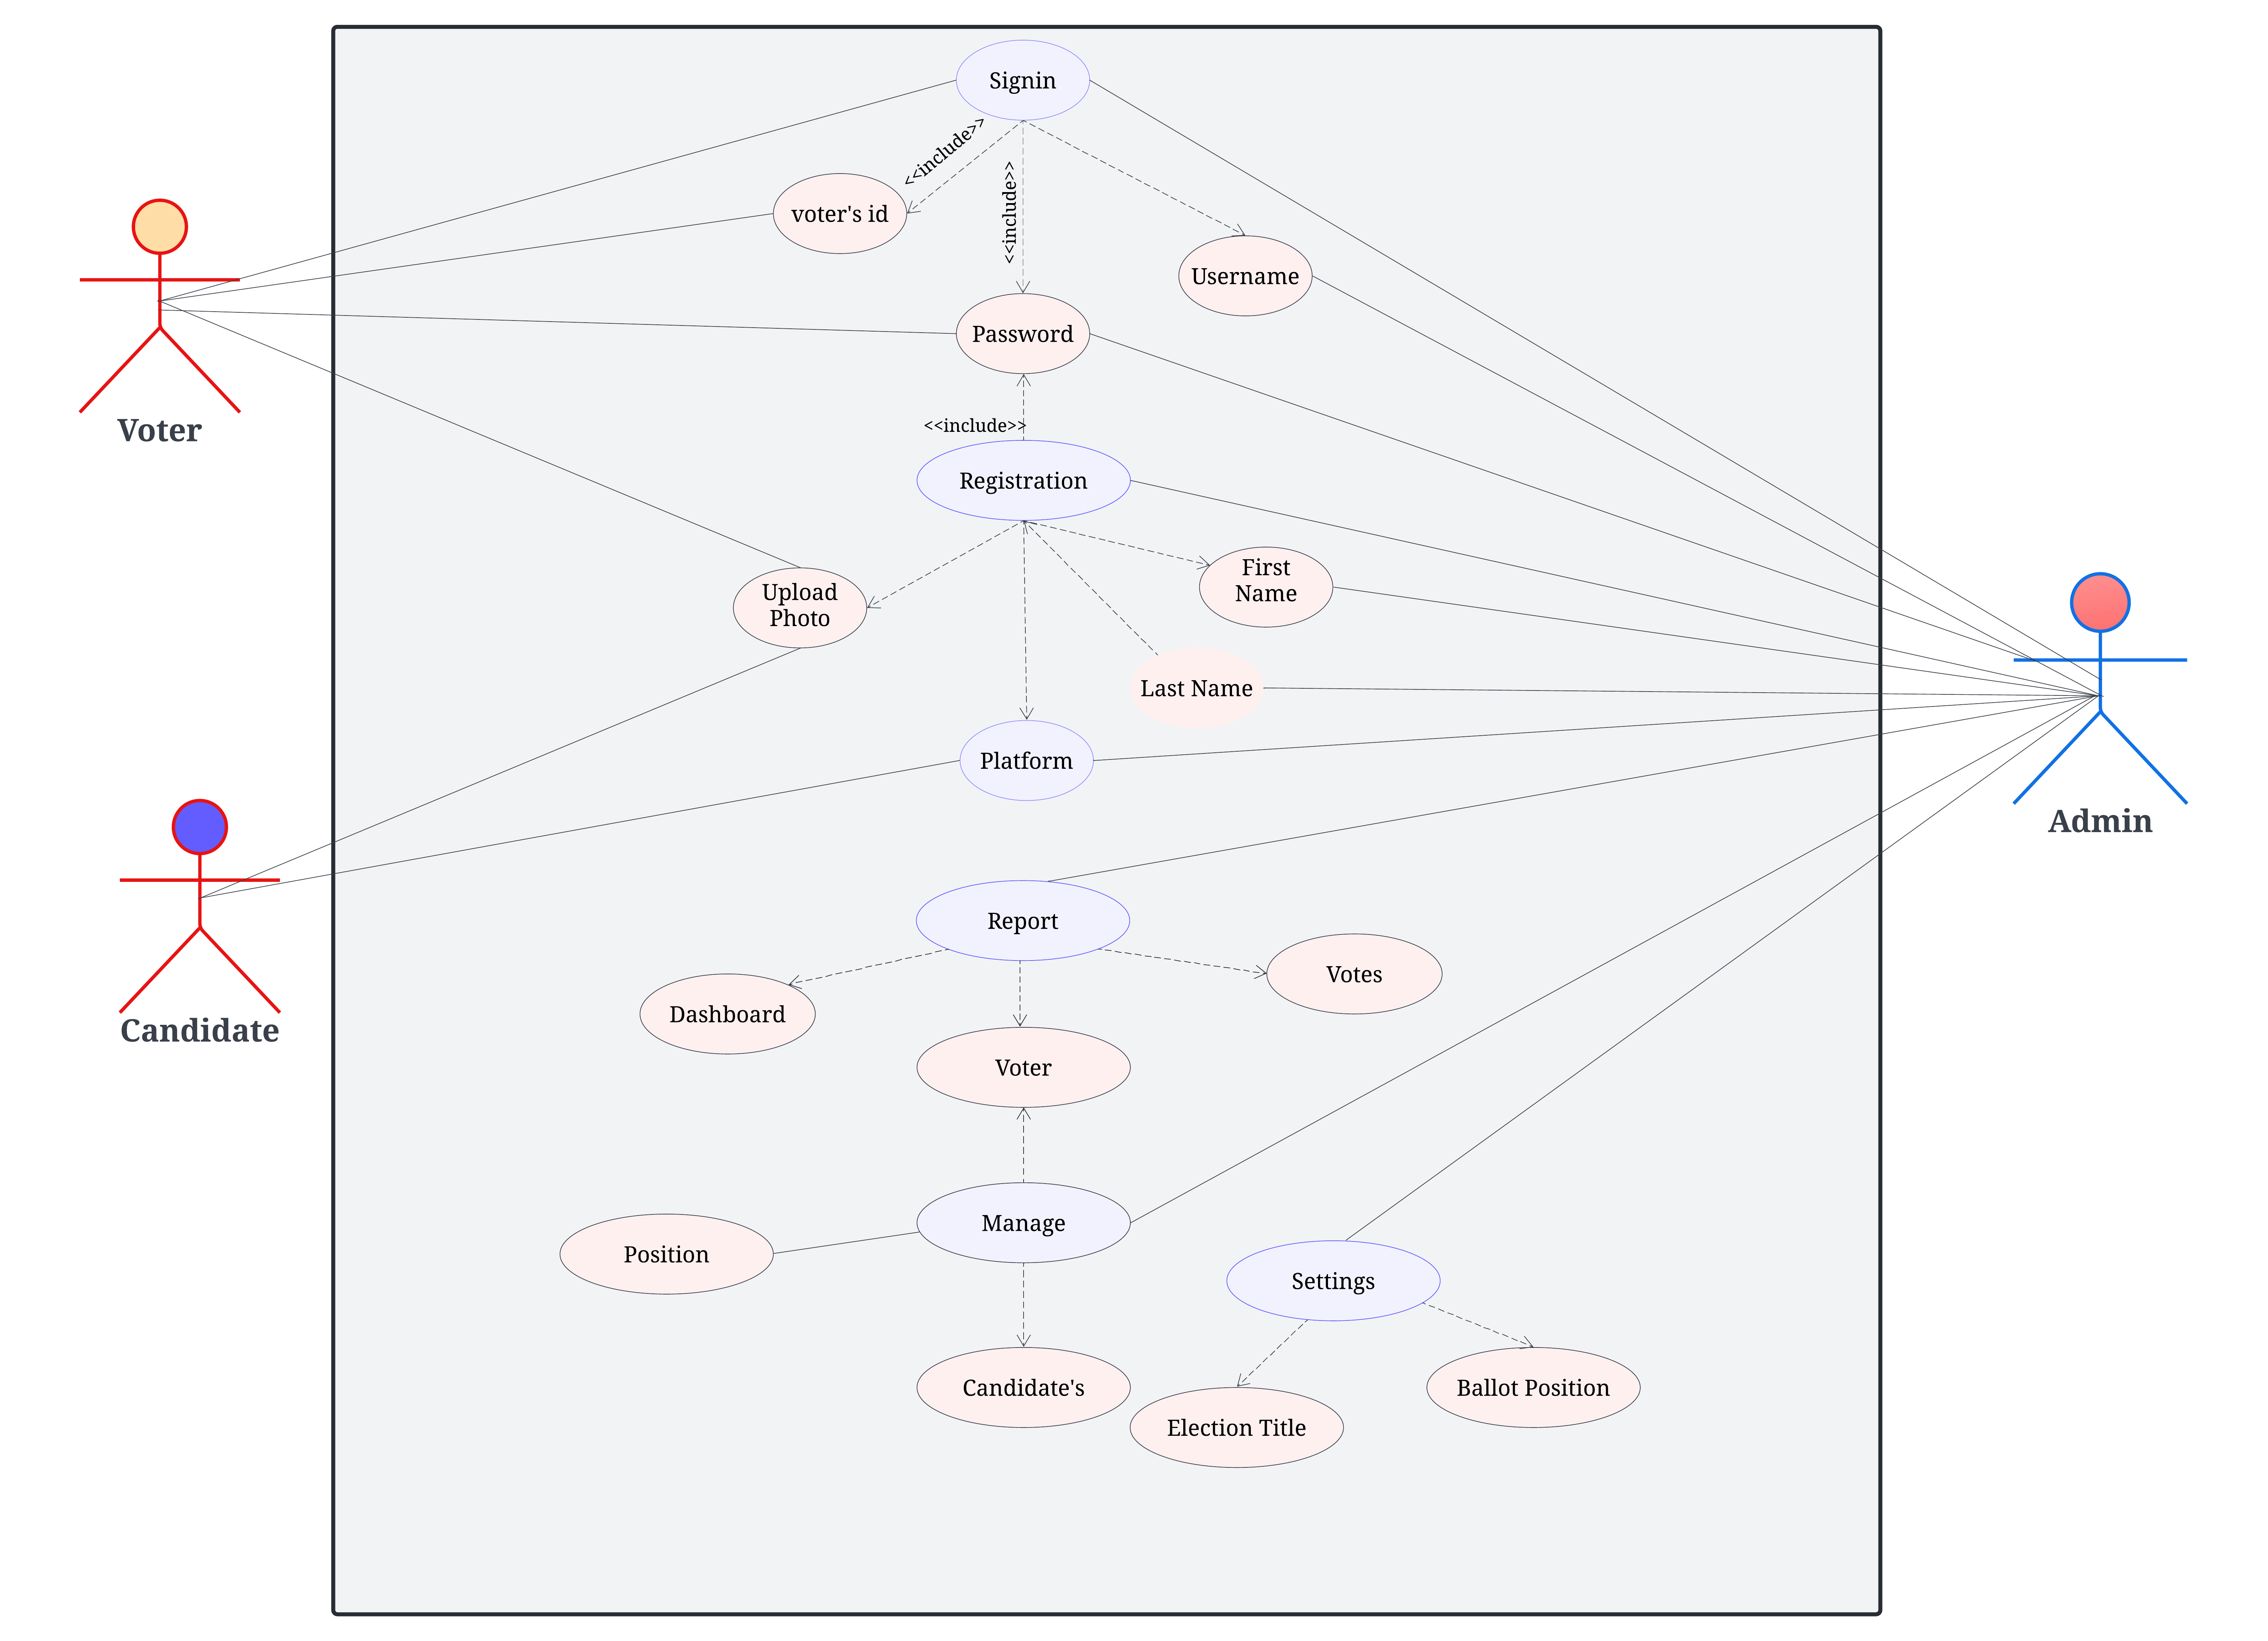 Signin
<<include>>
<<include>>
voter's id
Username
Password
Voter
<<include>>
Registration
First
Name
Upload
Photo
Last Name
Platform
Admin
Candidate
Report
Votes
Dashboard
Voter
Manage
Position
Settings
Candidate's
Ballot Position
Election Title